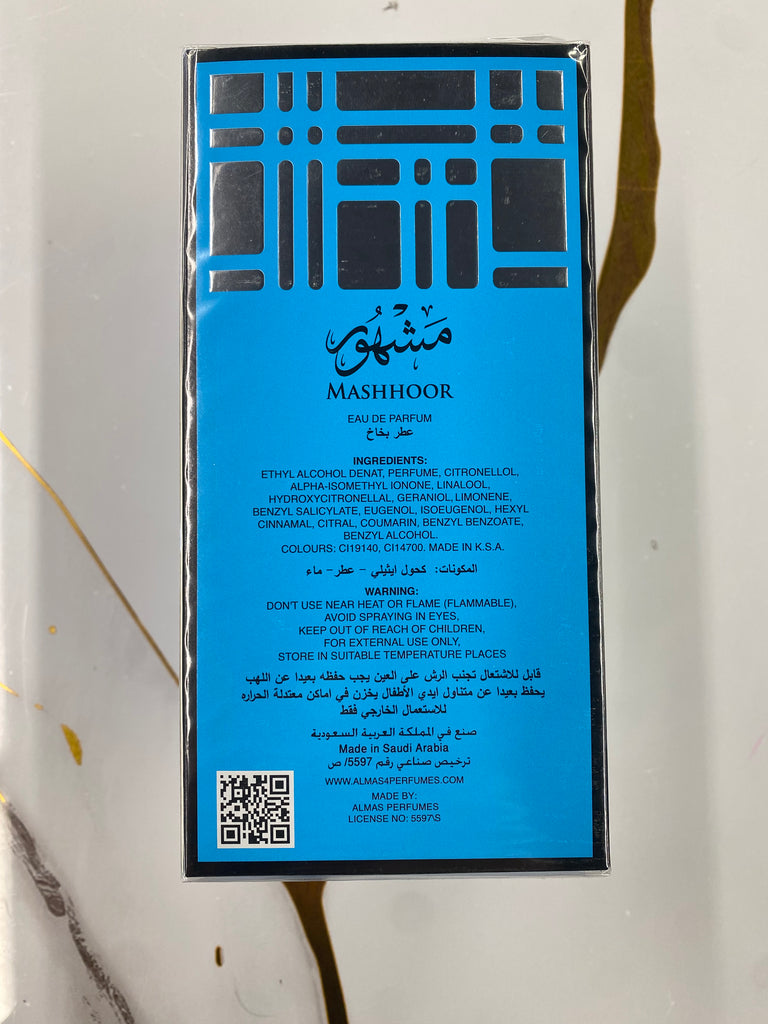 مَشْهُور
MASHHOOR
EAU DE PARFUM
عطر بخاخ
INGREDIENTS:
ETHYL ALCOHOL DENAT, PERFUME, CITRONELLOL,
ALPHA-ISOMETHYL IONONE, LINALOOL,
HYDROXYCITRONELLAL, GERANIOL, LIMONENE,
BENZYL SALICYLATE, EUGENOL, ISOEUGENOL, HEXYL
CINNAMAL, CITRAL, COUMARIN, BENZYL BENZOATE,
BENZYL ALCOHOL.
COLOURS: CI19140, CI14700. MADE IN K.S.A.
المكونات: كحول ايثيلي - عطر- ماء
WARNING:
DON'T USE NEAR HEAT OR FLAME (FLAMMABLE),
AVOID SPRAYING IN EYES,
KEEP OUT OF REACH OF CHILDREN,
FOR EXTERNAL USE ONLY,
STORE IN SUITABLE TEMPERATURE PLACES
قابل للاشتعال تجنب الرش على العين يجب حفظه بعيدا عن اللهب
يحفظ بعيدا عن متناول ايدي الأطفال يخزن في اماكن معتدلة الحراره
للاستعمال الخارجي فقط
صنع في المملكة العربية السعودية
Made in Saudi Arabia
ترخيص صناعي رقم 5597/ ص
WWW.ALMAS4PERFUMES.COM
MADE BY:
ALMAS PERFUMES
LICENSE NO: 5597\S